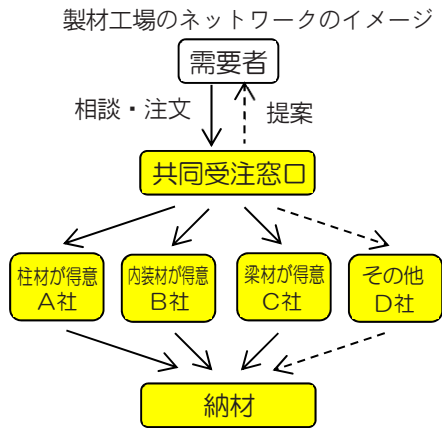 製材工場のネットワークのイメージ
需要者
相談・注文
提案
共同受注窓口
柱材が得意
A社
内装材が得意
B社
梁材が得意
C社
その他
D社
納材